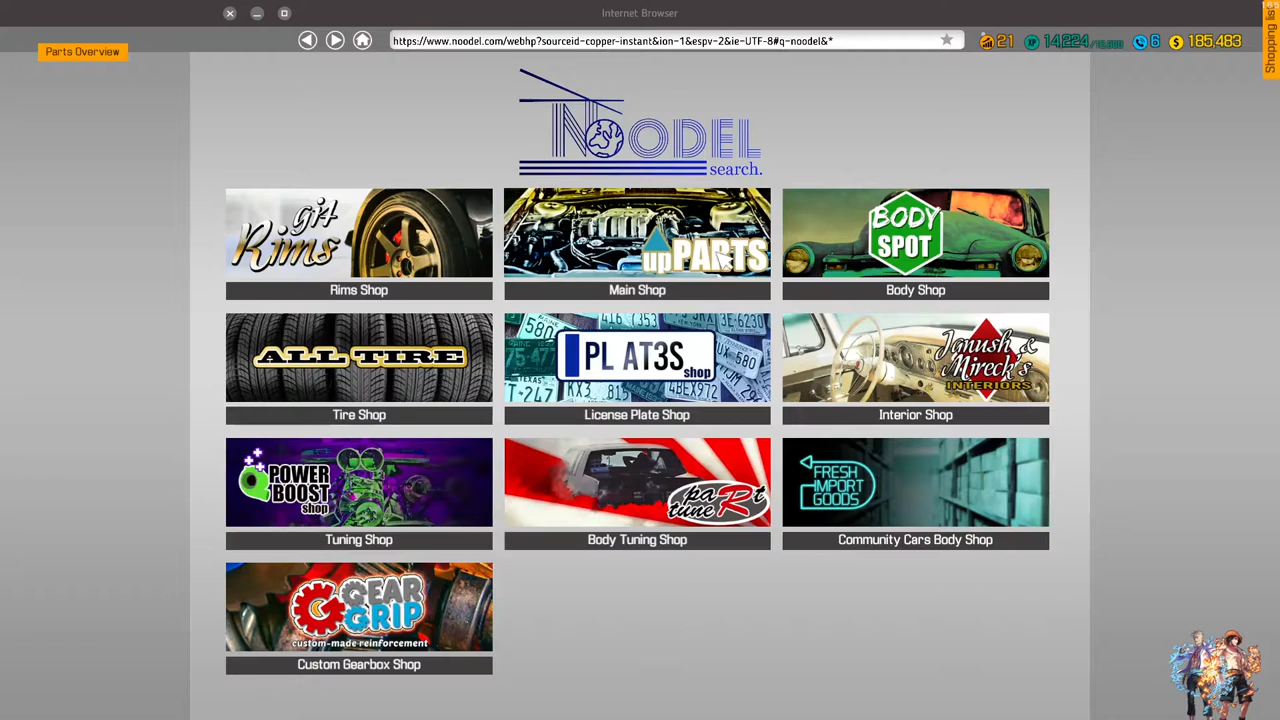 Internet Browser
Parts Overview
https://www.noodel.com/webhp?sourceid-copper-instant&ion-1&espv-2&ie-UTF-8#q-noodel&*
21
14,224
6
185,483
Shopping list
NOODEL
search.
gj4
Rims
upPARTS
BODY
SPOT
Rims Shop
Main Shop
Body Shop
ALL TIRE
PL AT3S
shop
Janush &
Mireck's
INTERIORS
Tire Shop
License Plate Shop
Interior Shop
POWER
BOOST
shop
paRt
tune
FRESH
IMPORT
GOODS
Tuning Shop
Body Tuning Shop
Community Cars Body Shop
GEAR
GRIP
custom-made reinforcement
Custom Gearbox Shop